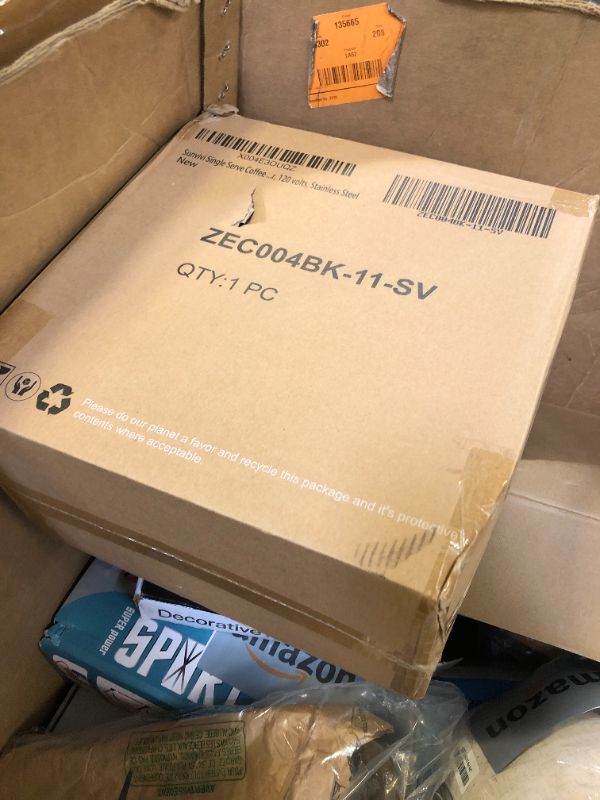 135665
302
208
1A62
X004E3OUQZ
Sunvivi Single Serve Coffee...r, 120 volts, Stainless Steel
New
ZEC004BK-11-SV
ZEC004BK-11-SV
QTY:1 PC
Please do our planet a favor and recycle this package and it's protective
contents where acceptable.
Decorative
amazon
SUPER power
amazon